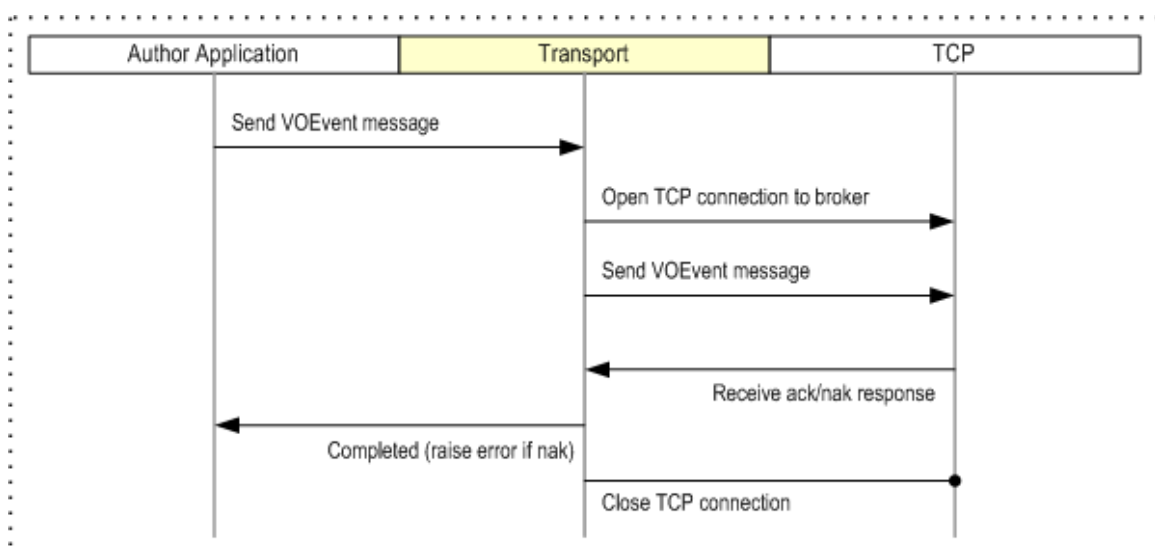 Author Application
Transport
TCP
Send VOEvent message
Open TCP connection to broker
Send VOEvent message
Receive ack/nak response
Completed (raise error if nak)
Close TCP connection